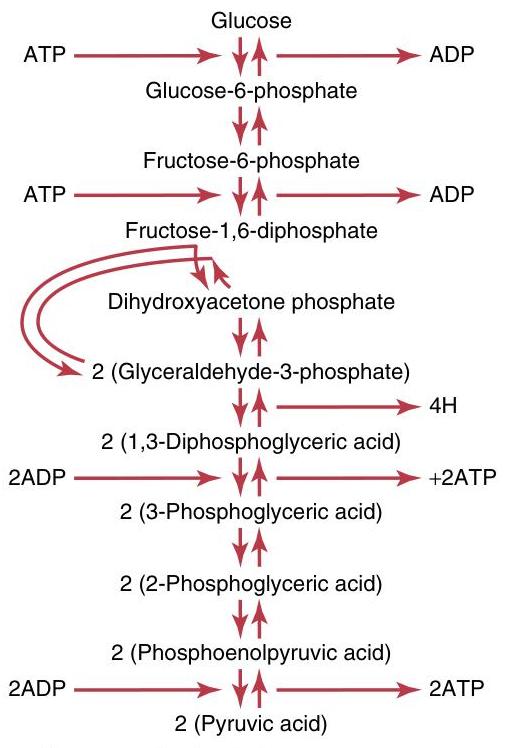 Glucose
ATP ADP
Glucose-6-phosphate
Fructose-6-phosphate
ATP ADP
Fructose-1,6-diphosphate
Dihydroxyacetone phosphate
2 (Glyceraldehyde-3-phosphate)
4H
2 (1,3-Diphosphoglyceric acid)
2ADP +2ATP
2 (3-Phosphoglyceric acid)
2 (2-Phosphoglyceric acid)
2 (Phosphoenolpyruvic acid)
2ADP 2ATP
2 (Pyruvic acid)